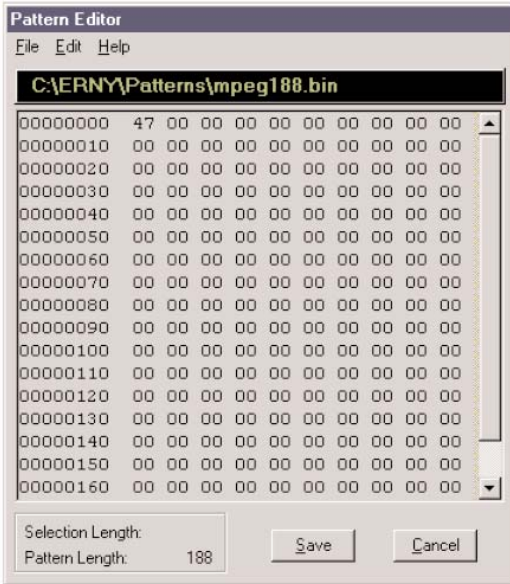 Pattern Editor
File Edit Help
C:\ERNY\Patterns\mpeg188.bin
00000000 47 00 00 00 00 00 00 00 00 00
00000010 00 00 00 00 00 00 00 00 00 00
00000020 00 00 00 00 00 00 00 00 00 00
00000030 00 00 00 00 00 00 00 00 00 00
00000040 00 00 00 00 00 00 00 00 00 00
00000050 00 00 00 00 00 00 00 00 00 00
00000060 00 00 00 00 00 00 00 00 00 00
00000070 00 00 00 00 00 00 00 00 00 00
00000080 00 00 00 00 00 00 00 00 00 00
00000090 00 00 00 00 00 00 00 00 00 00
00000100 00 00 00 00 00 00 00 00 00 00
00000110 00 00 00 00 00 00 00 00 00 00
00000120 00 00 00 00 00 00 00 00 00 00
00000130 00 00 00 00 00 00 00 00 00 00
00000140 00 00 00 00 00 00 00 00 00 00
00000150 00 00 00 00 00 00 00 00 00 00
00000160 00 00 00 00 00 00 00 00 00 00
Selection Length:
Pattern Length: 188
Save Cancel